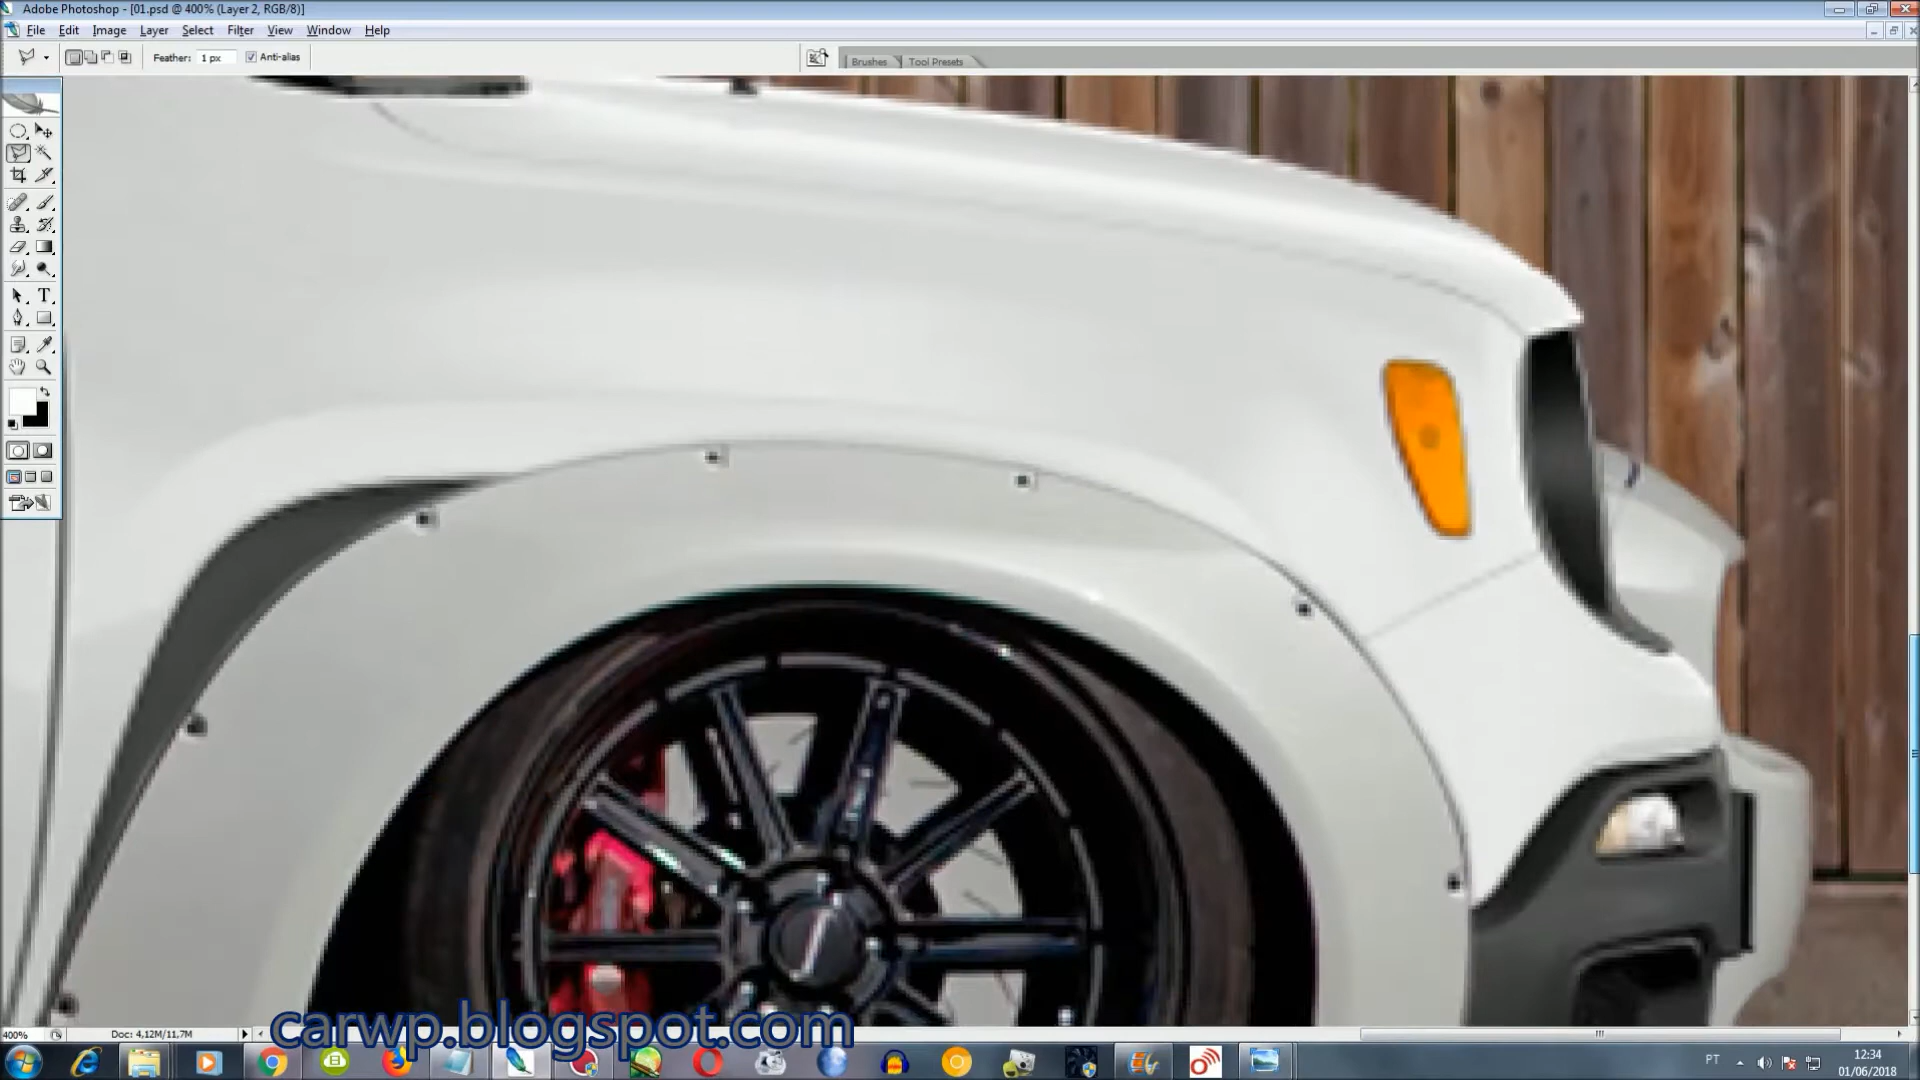 Adobe Photoshop - [01.psd @ 400% (Layer 2, RGB/8)]
File Edit Image Layer Select Filter View Window Help
Feather: 1 px Anti-alias Brushes Tool Presets
400% Doc: 4,12M/11,7M
carwp.blogspot.com
PT 12:34
01/06/2018